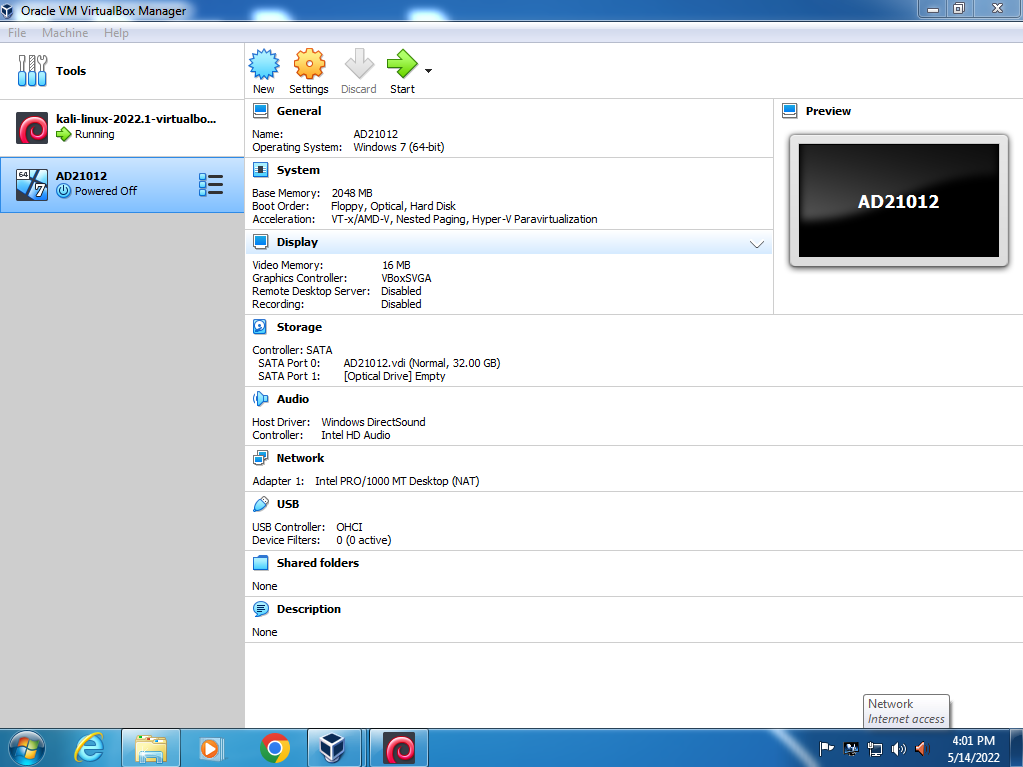 Oracle VM VirtualBox Manager
File Machine Help
Tools
kali-linux-2022.1-virtualbo...
Running
64
7
AD21012
Powered Off
New Settings Discard Start
General
Name: AD21012
Operating System: Windows 7 (64-bit)
System
Base Memory: 2048 MB
Boot Order: Floppy, Optical, Hard Disk
Acceleration: VT-x/AMD-V, Nested Paging, Hyper-V Paravirtualization
Display
Video Memory: 16 MB
Graphics Controller: VBoxSVGA
Remote Desktop Server: Disabled
Recording: Disabled
Storage
Controller: SATA
SATA Port 0: AD21012.vdi (Normal, 32.00 GB)
SATA Port 1: [Optical Drive] Empty
Audio
Host Driver: Windows DirectSound
Controller: Intel HD Audio
Network
Adapter 1: Intel PRO/1000 MT Desktop (NAT)
USB
USB Controller: OHCI
Device Filters: 0 (0 active)
Shared folders
None
Description
None
Preview
AD21012
Network
Internet access
4:01 PM
5/14/2022